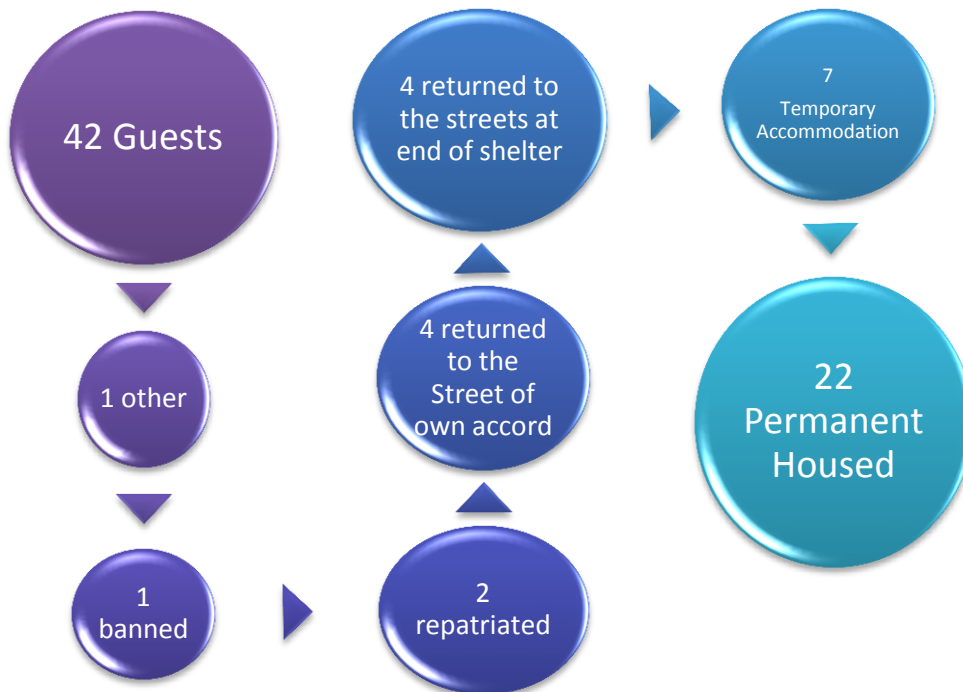 42 Guests
1 other
1
banned
2
repatriated
4 returned
to the
Street of
own accord
4 returned to
the streets at
end of shelter
7
Temporary
Accommodation
22
Permanent
Housed